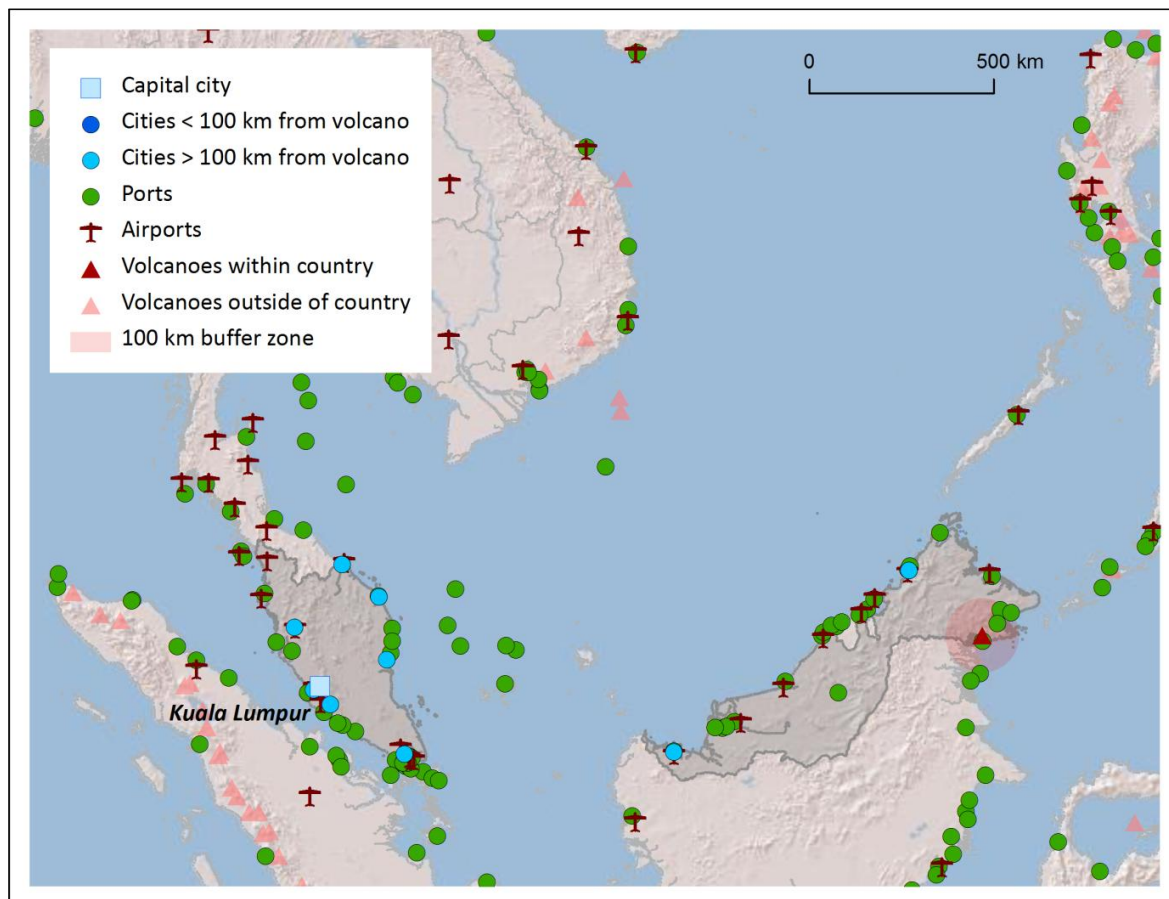 Capital city
Cities < 100 km from volcano
Cities > 100 km from volcano
Ports
Airports
Volcanoes within country
Volcanoes outside of country
100 km buffer zone
0 500 km
Kuala Lumpur